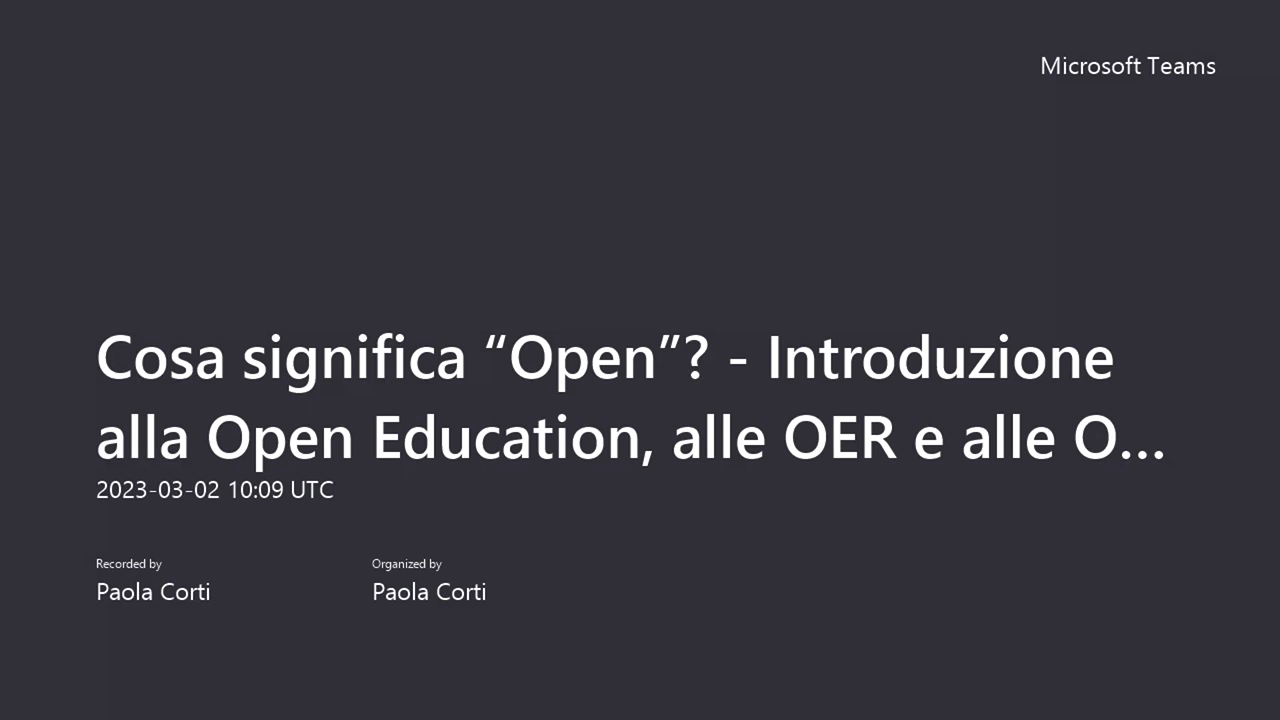 Microsoft Teams
Cosa significa “Open”? - Introduzione
alla Open Education, alle OER e alle O...
2023-03-02 10:09 UTC
Recorded by
Organized by
Paola Corti
Paola Corti